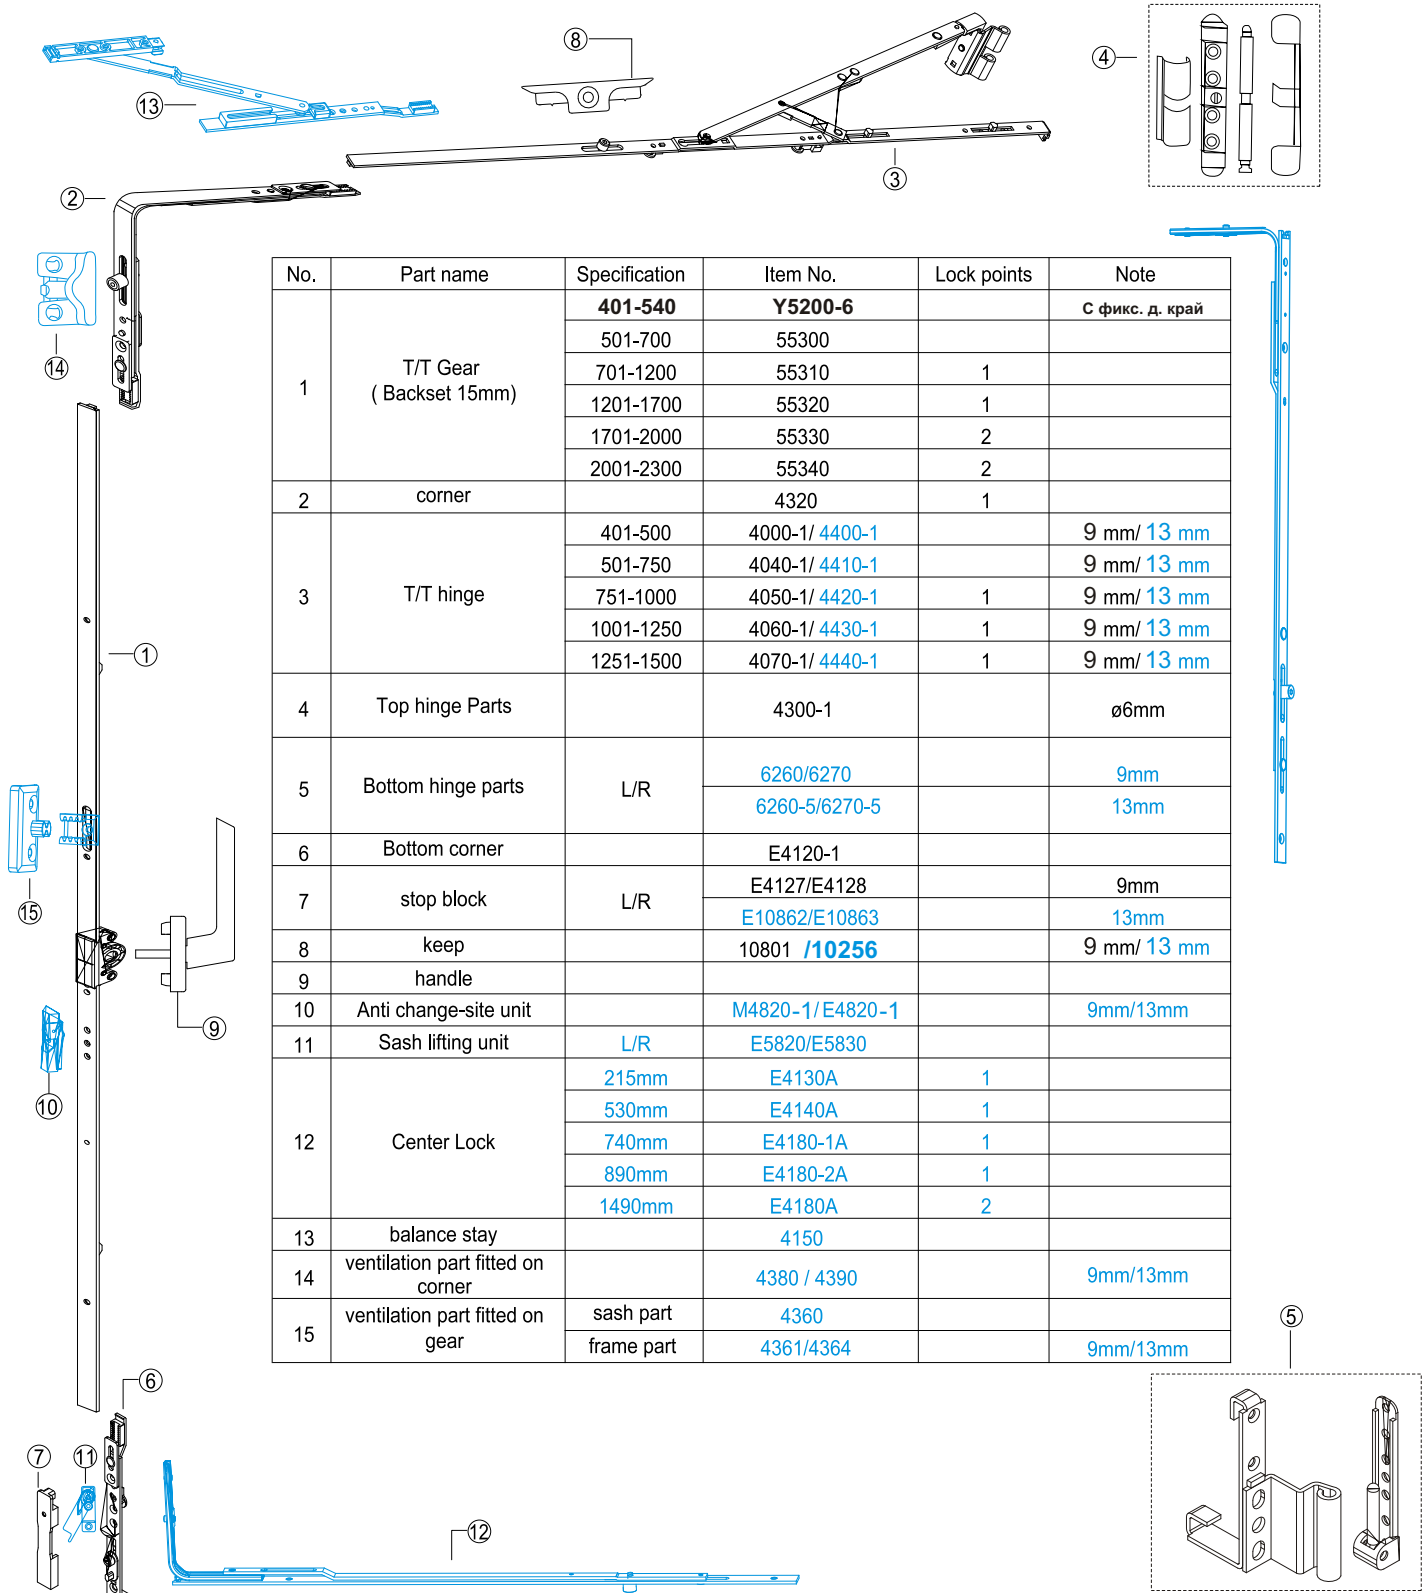 8
4
13
3
2
No. Part name Specification Item No. Lock points Note
401-540 Y5200-6 С фикс. д. край
501-700 55300
1 T/T Gear ( Backset 15mm) 701-1200 55310 1
1201-1700 55320 1
1701-2000 55330 2
2001-2300 55340 2
2 corner 4320 1
401-500 4000-1/ 4400-1 9 mm/ 13 mm
501-750 4040-1/ 4410-1 9 mm/ 13 mm
3 T/T hinge 751-1000 4050-1/ 4420-1 1 9 mm/ 13 mm
1001-1250 4060-1/ 4430-1 1 9 mm/ 13 mm
1251-1500 4070-1/ 4440-1 1 9 mm/ 13 mm
4 Top hinge Parts 4300-1 ø6mm
5 Bottom hinge parts L/R 6260/6270 9mm
6260-5/6270-5 13mm
6 Bottom corner E4120-1
7 stop block L/R E4127/E4128 9mm
E10862/E10863 13mm
8 keep 10801 /10256 9 mm/ 13 mm
9 handle
10 Anti change-site unit M4820-1/ E4820-1 9mm/13mm
11 Sash lifting unit L/R E5820/E5830
215mm E4130A 1
530mm E4140A 1
12 Center Lock 740mm E4180-1A 1
890mm E4180-2A 1
1490mm E4180A 2
13 balance stay 4150
14 ventilation part fitted on corner 4380 / 4390 9mm/13mm
15 ventilation part fitted on gear sash part 4360
frame part 4361/4364 9mm/13mm
14
1
15
9
10
5
6
7
11
12